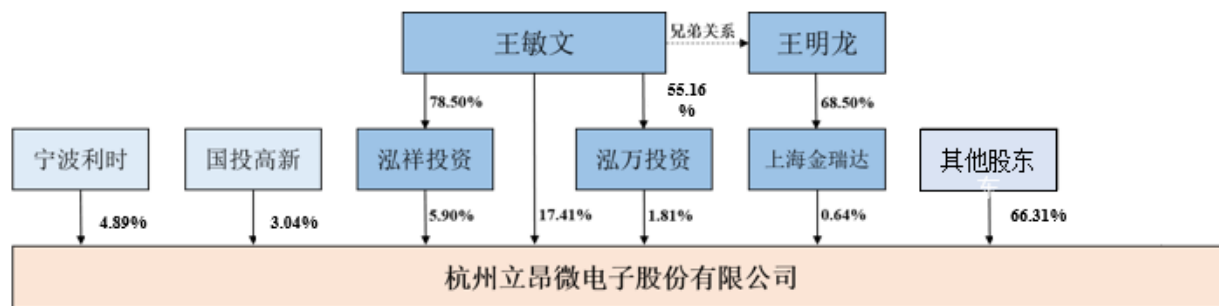 王敏文
兄弟关系
王明龙
78.50%
55.16
%
68.50%
宁波利时
国投高新
泓祥投资
泓万投资
上海金瑞达
其他股东
东
4.89%
3.04%
5.90%
17.41%
1.81%
0.64%
66.31%
杭州立昂微电子股份有限公司